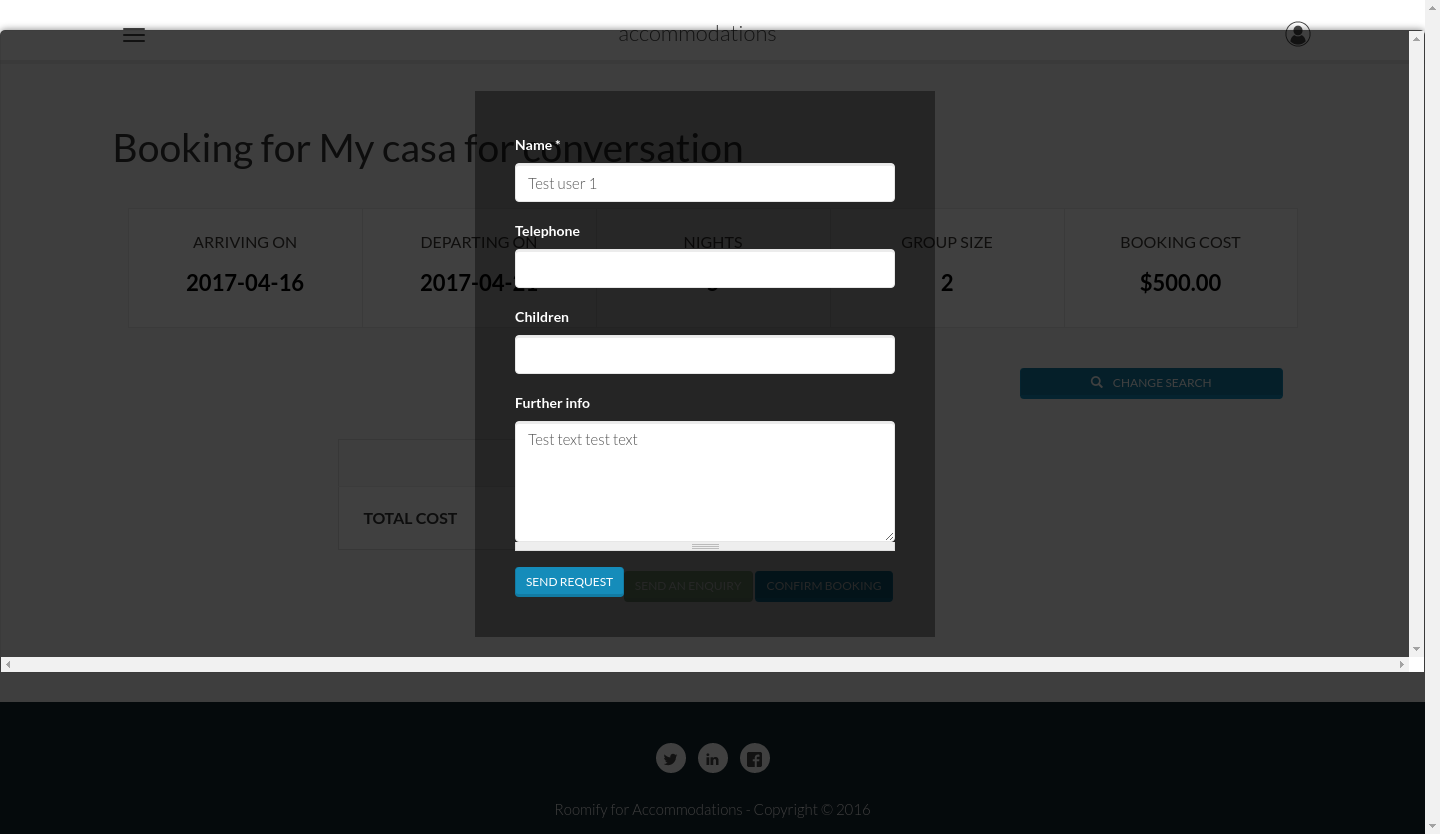 accommodations
Booking for My casa for conversation
Name *
Test user 1
Telephone
ARRIVING ON
DEPARTING ON
NIGHTS
GROUP SIZE
BOOKING COST
2017-04-16
2017-04-
2
$500.00
Children
CHANGE SEARCH
Further info
Test text test text
TOTAL COST
SEND REQUEST
SEND AN ENQUIRY
CONFIRM BOOKING
in
Roomify for Accommodations - Copyright © 2016